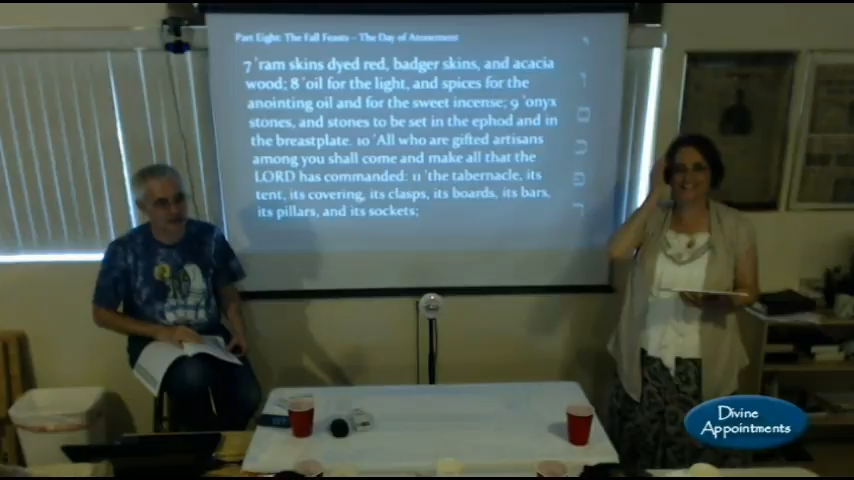 Part Eight: The Fall Feasts – The Day of Atonement
7 'ram skins dyed red, badger skins, and acacia
wood; 8 'oil for the light, and spices for the
anointing oil and for the sweet incense; 9 'onyx
stones, and stones to be set in the ephod and in
the breastplate. 10 'All who are gifted artisans
among you shall come and make all that the
LORD has commanded: 11 'the tabernacle, its
tent, its covering, its clasps, its boards, its bars,
its pillars, and its sockets;
Divine
Appointments